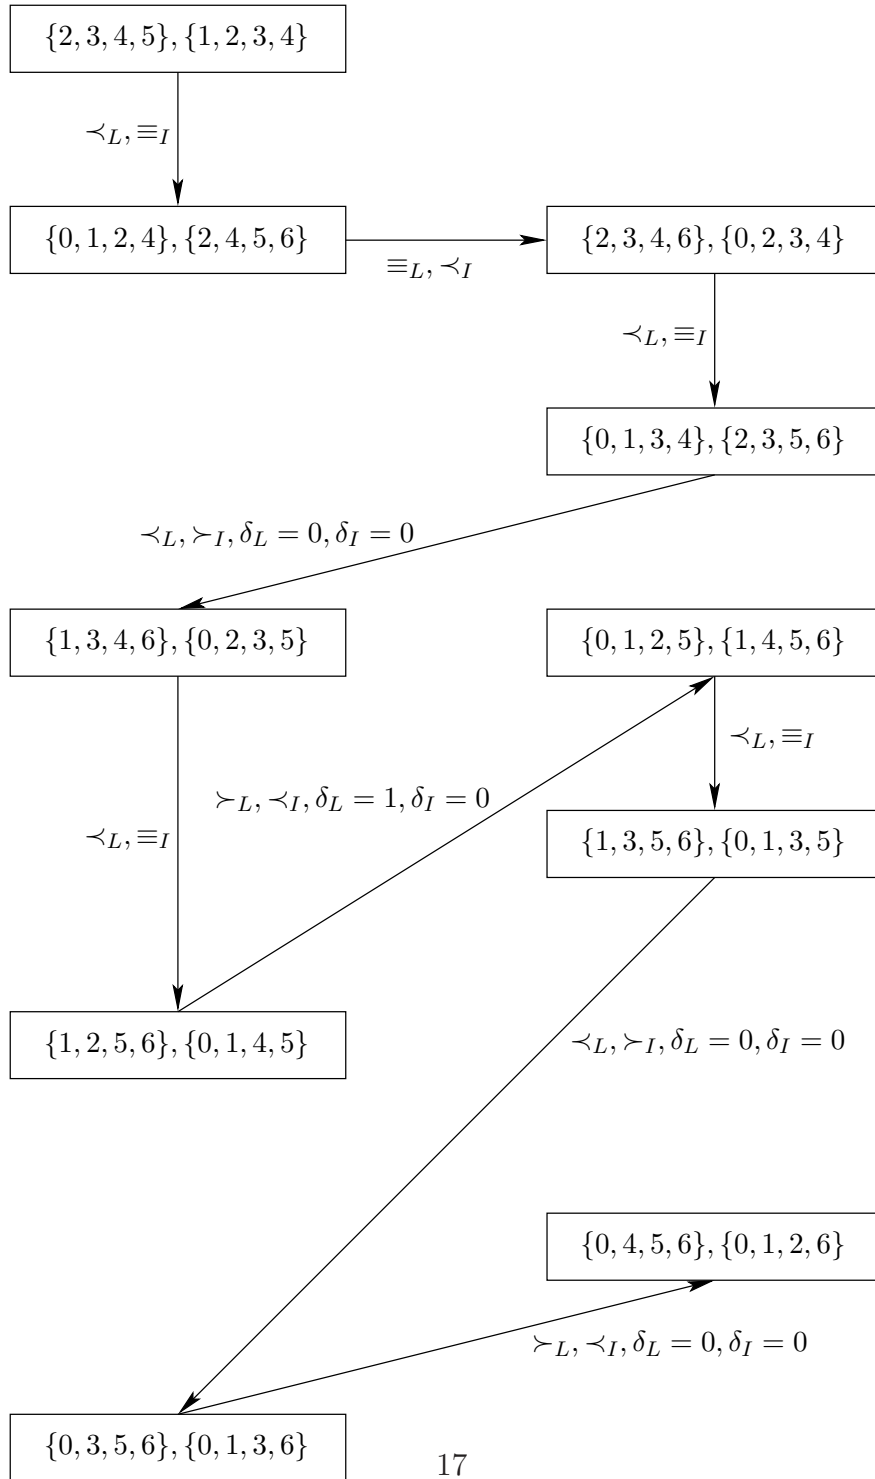 {2, 3, 4, 5}, {1, 2, 3, 4}
≺_L, ≡_I
{0, 1, 2, 4}, {2, 4, 5, 6}
≡_L, ≺_I
{2, 3, 4, 6}, {0, 2, 3, 4}
≺_L, ≡_I
{0, 1, 3, 4}, {2, 3, 5, 6}
≺_L, ≻_I, δ_L = 0, δ_I = 0
{1, 3, 4, 6}, {0, 2, 3, 5}
{0, 1, 2, 5}, {1, 4, 5, 6}
≺_L, ≡_I
≻_L, ≺_I, δ_L = 1, δ_I = 0
≺_L, ≡_I
{1, 3, 5, 6}, {0, 1, 3, 5}
{1, 2, 5, 6}, {0, 1, 4, 5}
≺_L, ≻_I, δ_L = 0, δ_I = 0
{0, 4, 5, 6}, {0, 1, 2, 6}
≻_L, ≺_I, δ_L = 0, δ_I = 0
{0, 3, 5, 6}, {0, 1, 3, 6}
17